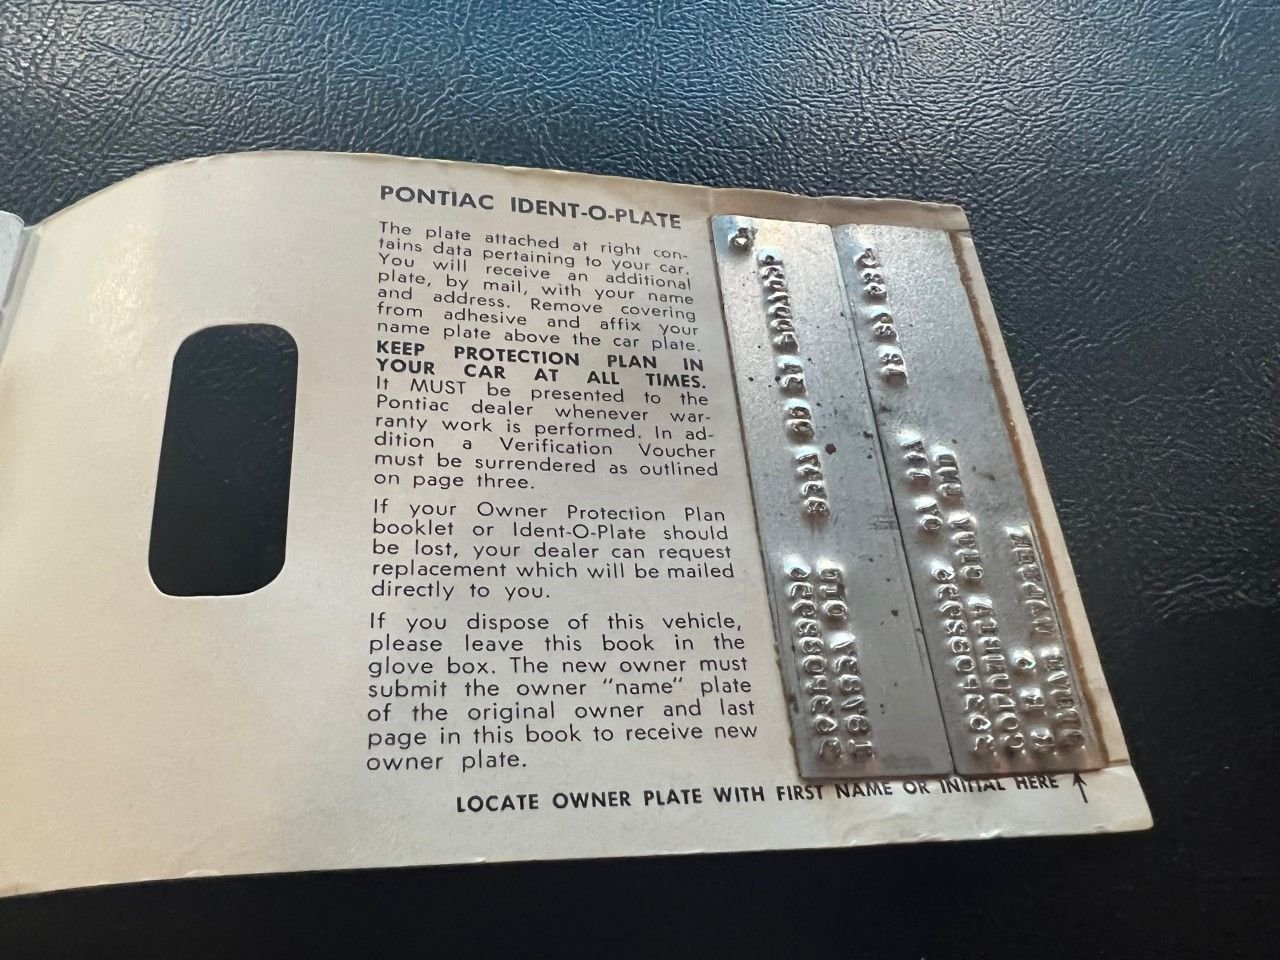 PONTIAC IDENT-O-PLATE
The plate attached at right con-
tains data pertaining to your car.
You will receive an additional
plate, by mail, with your name
and address. Remove covering
from adhesive and affix your
name plate above the car plate.
KEEP PROTECTION PLAN IN
YOUR CAR AT ALL TIMES.
It MUST be presented to the
Pontiac dealer whenever war-
ranty work is performed. In ad-
dition a Verification Voucher
must be surrendered as outlined
on page three.
If your Owner Protection Plan
booklet or Ident-O-Plate should
be lost, your dealer can request
replacement which will be mailed
directly to you.
If you dispose of this vehicle,
please leave this book in the
glove box. The new owner must
submit the owner "name" plate
of the original owner and last
page in this book to receive new
owner plate.
LOCATE OWNER PLATE WITH FIRST NAME OR INITIAL HERE